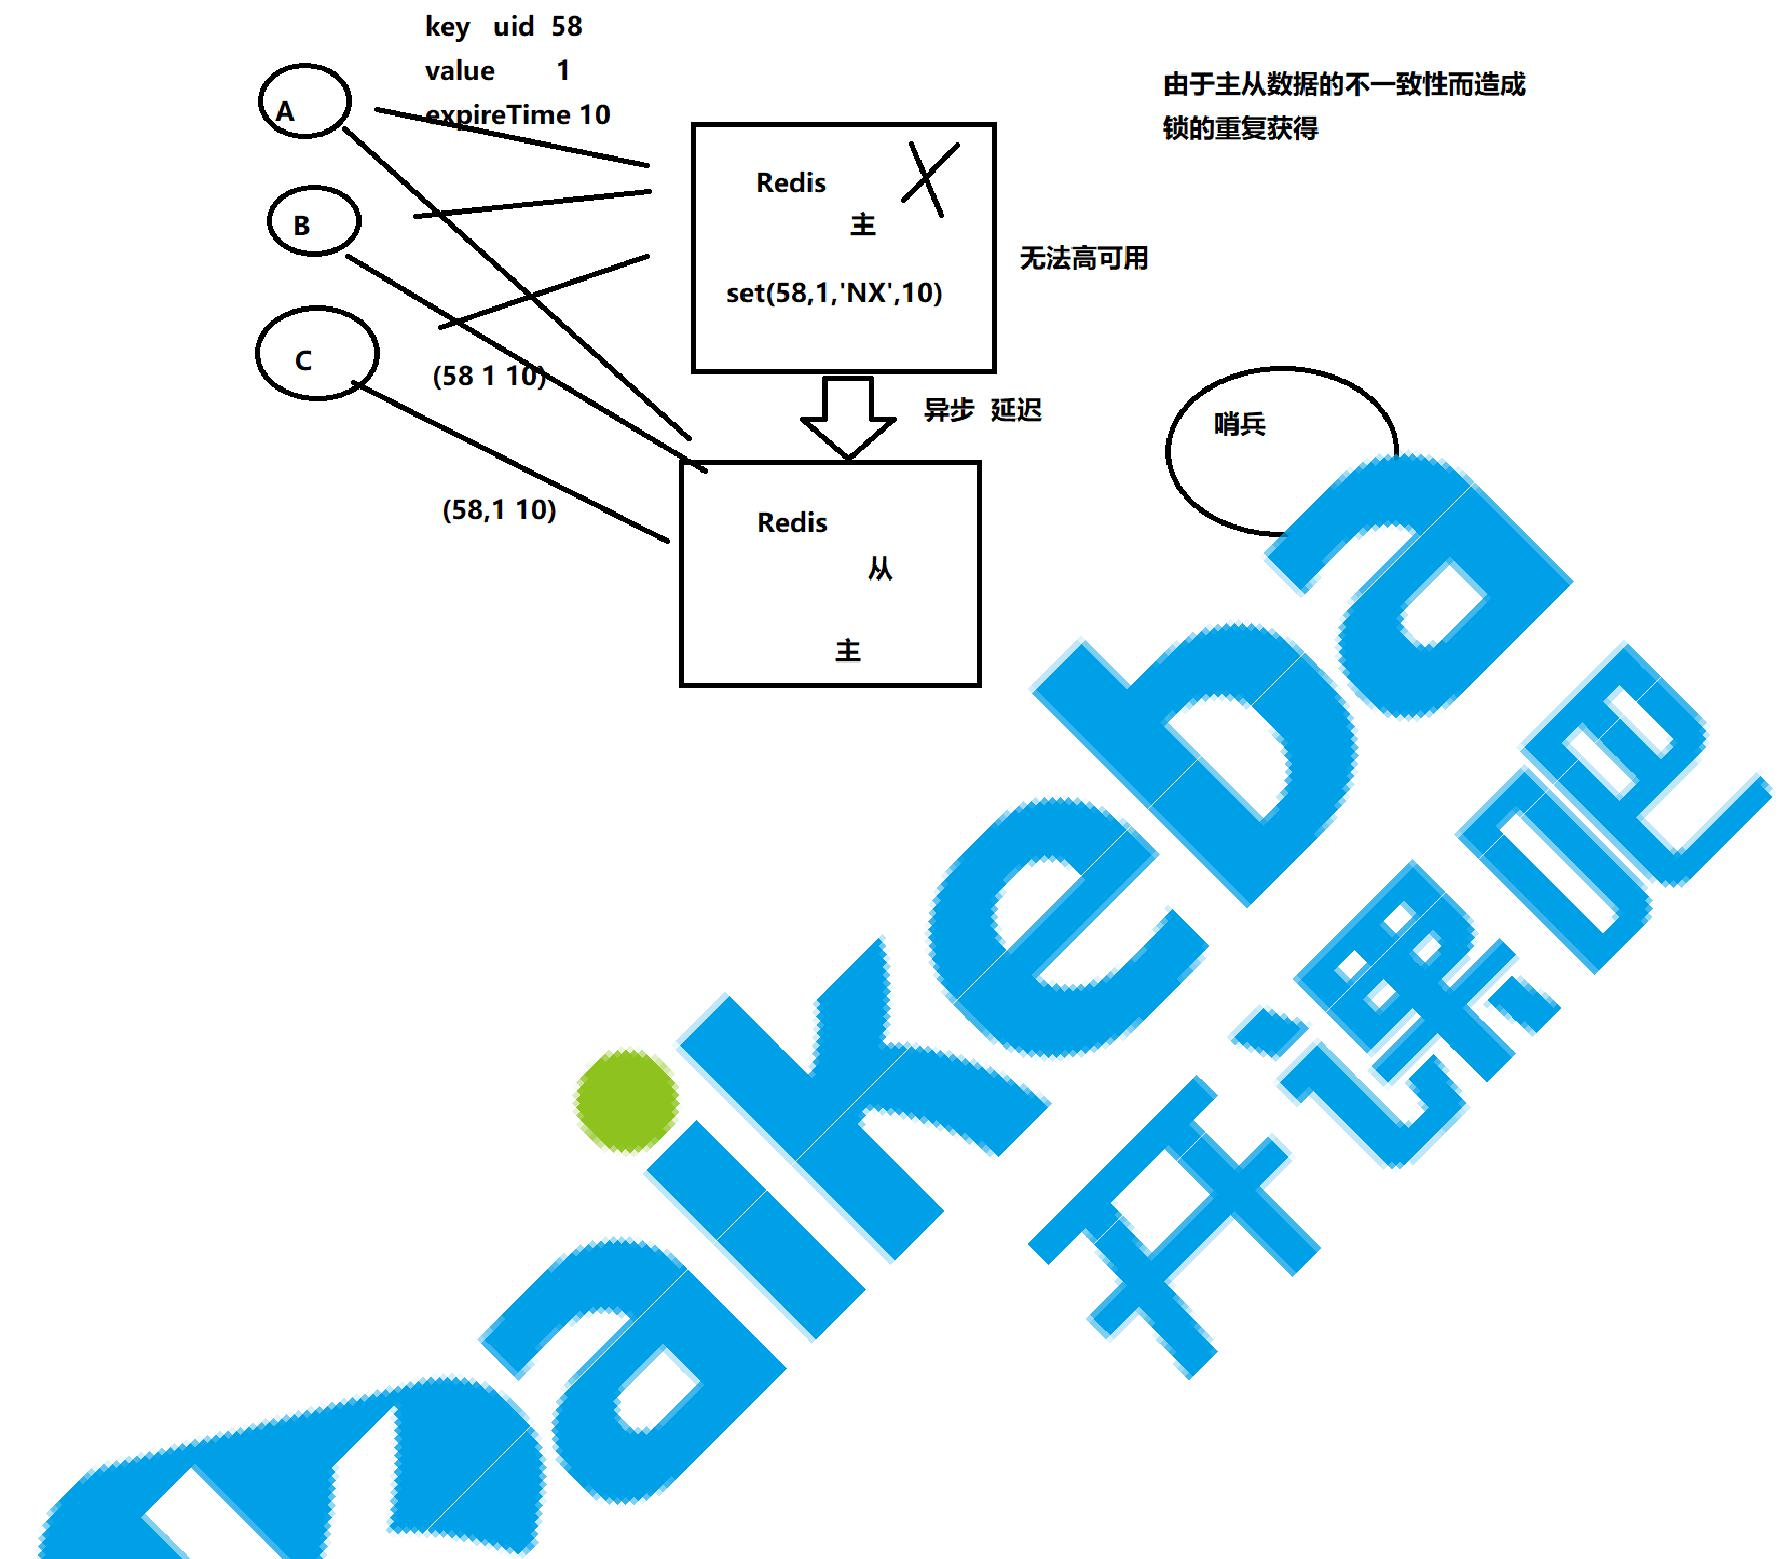 key uid 58
value 1
expireTime 10
A
B
C
(58 1 10)
(58,1 10)
Redis
主
set(58,1,'NX',10)
无法高可用
异步 延迟
Redis
从
主
由于主从数据的不一致性而造成
锁的重复获得
哨兵
aikeba
开课吧